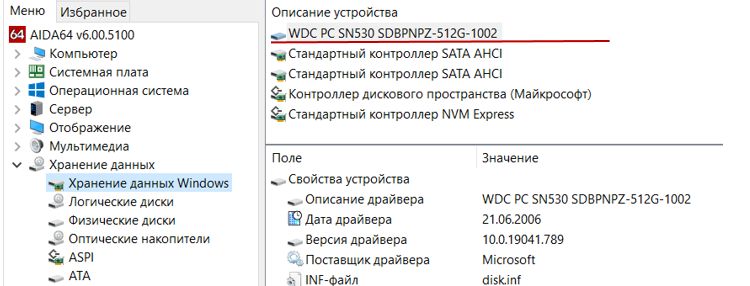 Меню
Избранное
64 AIDA64 v6.00.5100
Компьютер
Системная плата
Операционная система
Сервер
Отображение
Мультимедиа
Хранение данных
Хранение данных Windows
Логические диски
Физические диски
Оптические накопители
ASPI
ATA
Описание устройства
WDC PC SN530 SDBPNPZ-512G-1002
Стандартный контроллер SATA AHCI
Стандартный контроллер SATA AHCI
Контроллер дискового пространства (Майкрософт)
Стандартный контроллер NVM Express
Поле Значение
Свойства устройства
Описание драйвера WDC PC SN530 SDBPNPZ-512G-1002
Дата драйвера 21.06.2006
Версия драйвера 10.0.19041.789
Поставщик драйвера Microsoft
INF-файл disk.inf